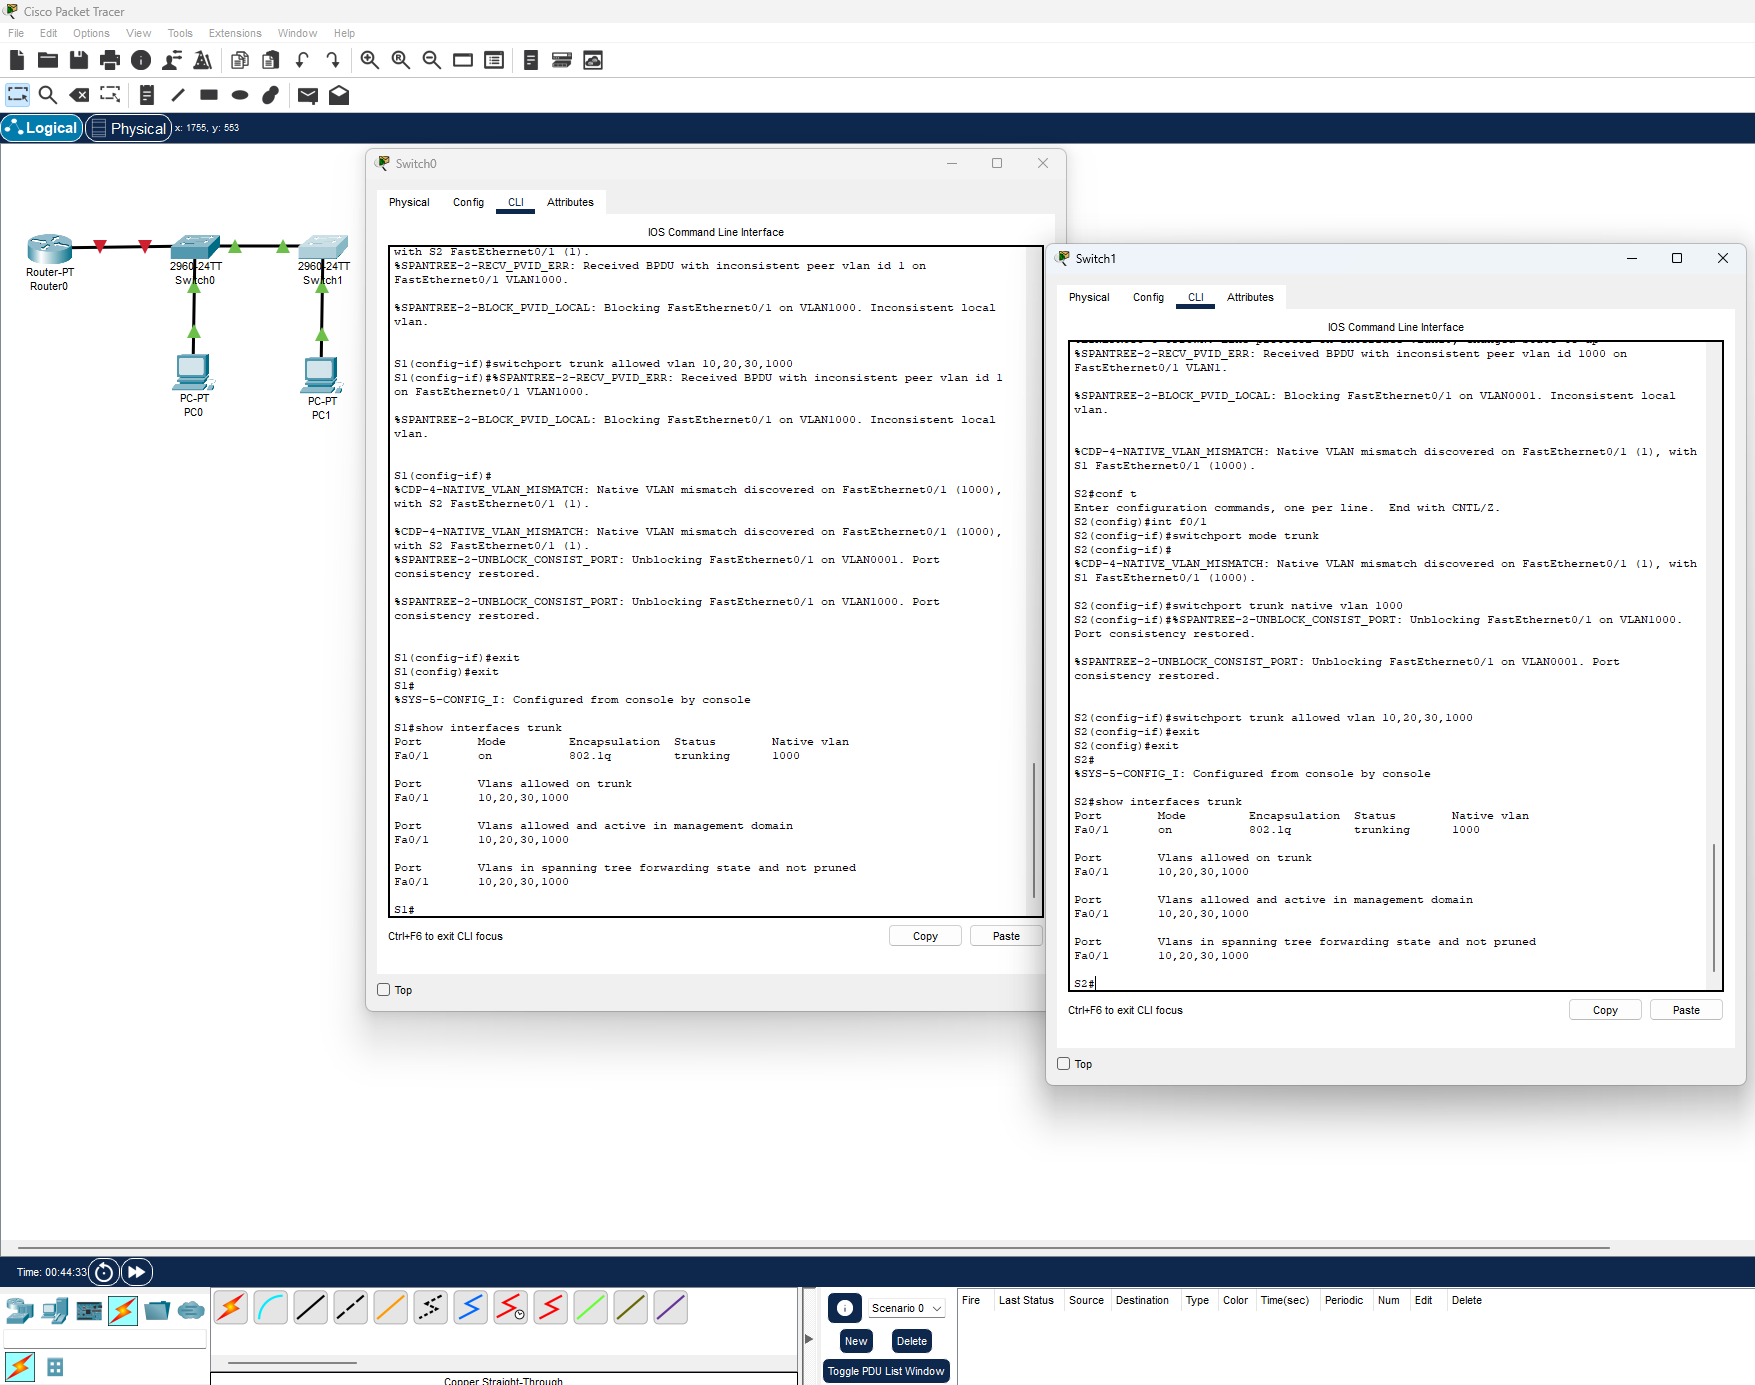 Cisco Packet Tracer
File Edit Options View Tools Extensions Window Help
Logical Physical x: 1755, y: 553
Router-PT
Router0
2960-24TT
Switch0
2960-24TT
Switch1
PC-PT
PC0
PC-PT
PC1
Switch0
Physical Config CLI Attributes
IOS Command Line Interface
with S2 FastEthernet0/1 (1).
%SPANTREE-2-RECV_PVID_ERR: Received BPDU with inconsistent peer vlan id 1 on
FastEthernet0/1 VLAN1000.
%SPANTREE-2-BLOCK_PVID_LOCAL: Blocking FastEthernet0/1 on VLAN1000. Inconsistent local
vlan.
S1(config-if)#switchport trunk allowed vlan 10,20,30,1000
S1(config-if)#%SPANTREE-2-RECV_PVID_ERR: Received BPDU with inconsistent peer vlan id 1
on FastEthernet0/1 VLAN1000.
%SPANTREE-2-BLOCK_PVID_LOCAL: Blocking FastEthernet0/1 on VLAN1000. Inconsistent local
vlan.
S1(config-if)#
%CDP-4-NATIVE_VLAN_MISMATCH: Native VLAN mismatch discovered on FastEthernet0/1 (1000),
with S2 FastEthernet0/1 (1).
%CDP-4-NATIVE_VLAN_MISMATCH: Native VLAN mismatch discovered on FastEthernet0/1 (1000),
with S2 FastEthernet0/1 (1).
%SPANTREE-2-UNBLOCK_CONSIST_PORT: Unblocking FastEthernet0/1 on VLAN0001. Port
consistency restored.
%SPANTREE-2-UNBLOCK_CONSIST_PORT: Unblocking FastEthernet0/1 on VLAN1000. Port
consistency restored.
S1(config-if)#exit
S1(config)#exit
S1#
%SYS-5-CONFIG_I: Configured from console by console
S1#show interfaces trunk
Port Mode Encapsulation Status Native vlan
Fa0/1 on 802.1q trunking 1000
Port Vlans allowed on trunk
Fa0/1 10,20,30,1000
Port Vlans allowed and active in management domain
Fa0/1 10,20,30,1000
Port Vlans in spanning tree forwarding state and not pruned
Fa0/1 10,20,30,1000
S1#
Ctrl+F6 to exit CLI focus
Copy Paste
Top
Switch1
Physical Config CLI Attributes
IOS Command Line Interface
%SPANTREE-2-RECV_PVID_ERR: Received BPDU with inconsistent peer vlan id 1000 on
FastEthernet0/1 VLAN1.
%SPANTREE-2-BLOCK_PVID_LOCAL: Blocking FastEthernet0/1 on VLAN0001. Inconsistent local
vlan.
%CDP-4-NATIVE_VLAN_MISMATCH: Native VLAN mismatch discovered on FastEthernet0/1 (1), with
S1 FastEthernet0/1 (1000).
S2#conf t
Enter configuration commands, one per line. End with CNTL/Z.
S2(config)#int f0/1
S2(config-if)#switchport mode trunk
S2(config-if)#
%CDP-4-NATIVE_VLAN_MISMATCH: Native VLAN mismatch discovered on FastEthernet0/1 (1), with
S1 FastEthernet0/1 (1000).
S2(config-if)#switchport trunk native vlan 1000
S2(config-if)#%SPANTREE-2-UNBLOCK_CONSIST_PORT: Unblocking FastEthernet0/1 on VLAN1000.
Port consistency restored.
%SPANTREE-2-UNBLOCK_CONSIST_PORT: Unblocking FastEthernet0/1 on VLAN0001. Port
consistency restored.
S2(config-if)#switchport trunk allowed vlan 10,20,30,1000
S2(config-if)#exit
S2(config)#exit
S2#
%SYS-5-CONFIG_I: Configured from console by console
S2#show interfaces trunk
Port Mode Encapsulation Status Native vlan
Fa0/1 on 802.1q trunking 1000
Port Vlans allowed on trunk
Fa0/1 10,20,30,1000
Port Vlans allowed and active in management domain
Fa0/1 10,20,30,1000
Port Vlans in spanning tree forwarding state and not pruned
Fa0/1 10,20,30,1000
S2#
Ctrl+F6 to exit CLI focus
Copy Paste
Top
Time: 00:44:33
Scenario 0
New Delete
Toggle PDU List Window
Fire Last Status Source Destination Type Color Time(sec) Periodic Num Edit Delete
Copper Straight-Through